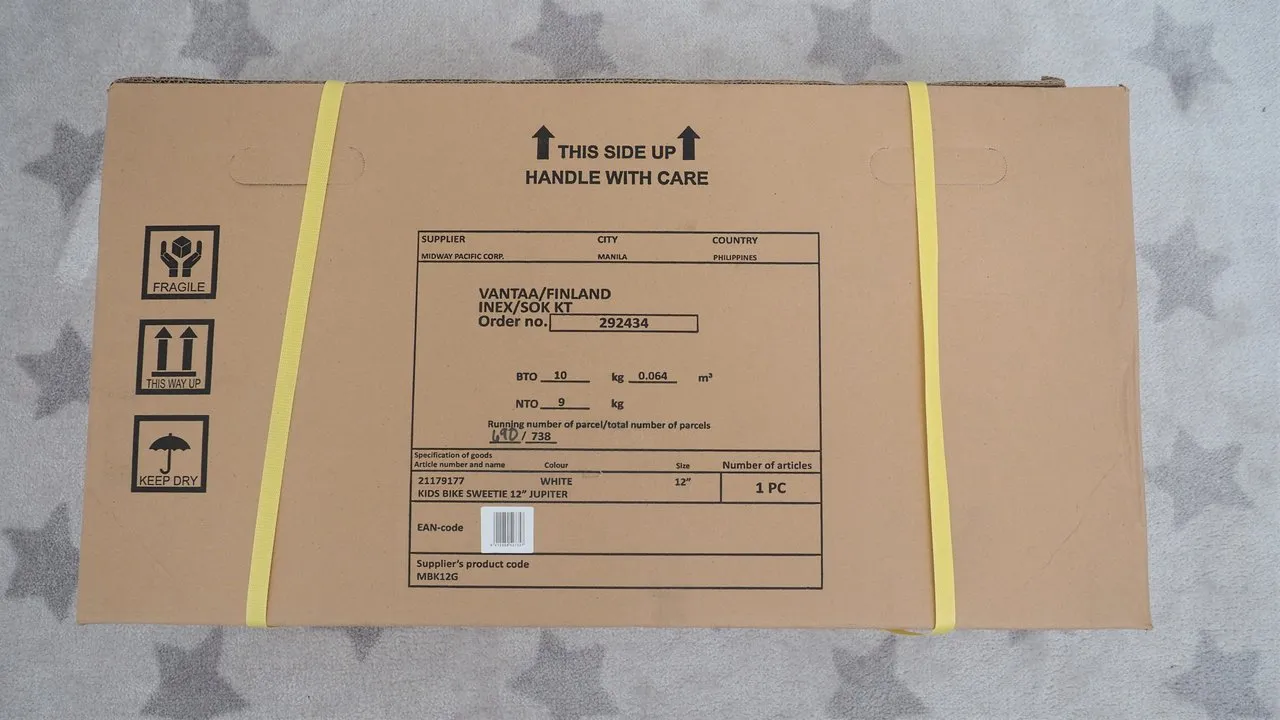 THIS SIDE UP
HANDLE WITH CARE
FRAGILE
THIS WAY UP
KEEP DRY
SUPPLIER CITY COUNTRY
MIDWAY PACIFIC CORP. MANILA PHILIPPINES
VANTAA/FINLAND
INEX/SOK KT
Order no. 292434
BTO 10 kg 0.064 m³
NTO 9 kg
Running number of parcel/total number of parcels
690 / 738
Specification of goods
Article number and name Colour Size Number of articles
21179177 WHITE 12" 1 PC
KIDS BIKE SWEETIE 12" JUPITER
EAN-code
Supplier's product code
MBK12G